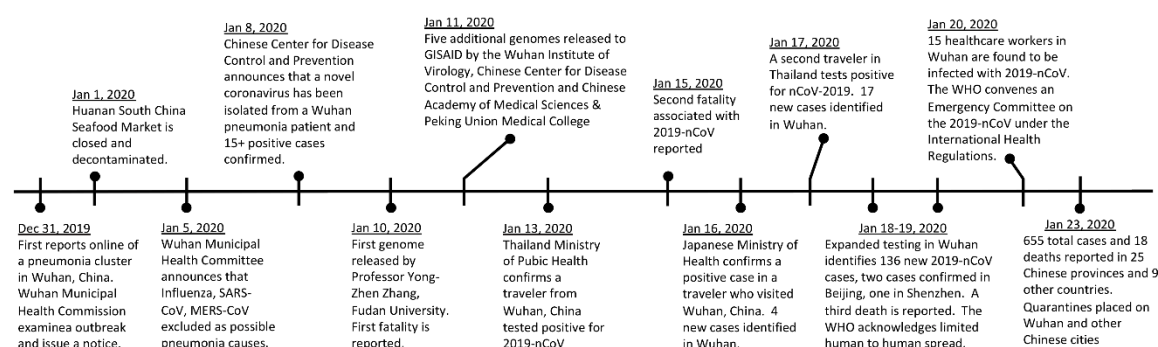 Jan 1, 2020
Huanan South China
Seafood Market is
closed and
decontaminated.
Jan 8, 2020
Chinese Center for Disease
Control and Prevention
announces that a novel
coronavirus has been
isolated from a Wuhan
pneumonia patient and
15+ positive cases
confirmed.
Jan 11, 2020
Five additional genomes released to
GISAID by the Wuhan Institute of
Virology, Chinese Center for Disease
Control and Prevention and Chinese
Academy of Medical Sciences &
Peking Union Medical College
Jan 15, 2020
Second fatality
associated with
2019-nCoV
reported
Jan 17, 2020
A second traveler in
Thailand tests positive
for nCoV-2019. 17
new cases identified
in Wuhan.
Jan 20, 2020
15 healthcare workers in
Wuhan are found to be
infected with 2019-nCoV.
The WHO convenes an
Emergency Committee on
the 2019-nCoV under the
International Health
Regulations.
Dec 31, 2019
First reports online of
a pneumonia cluster
in Wuhan, China.
Wuhan Municipal
Health Commission
examinea outbreak
and issue a notice.
Jan 5, 2020
Wuhan Municipal
Health Committee
announces that
Influenza, SARS-
CoV, MERS-CoV
excluded as possible
pneumonia causes.
Jan 10, 2020
First genome
released by
Professor Yong-
Zhen Zhang,
Fudan University.
First fatality is
reported.
Jan 13, 2020
Thailand Ministry
of Pubic Health
confirms a
traveler from
Wuhan, China
tested positive for
2019-nCoV
Jan 16, 2020
Japanese Ministry of
Health confirms a
positive case in a
traveler who visited
Wuhan, China. 4
new cases identified
in Wuhan.
Jan 18-19, 2020
Expanded testing in Wuhan
identifies 136 new 2019-nCoV
cases, two cases confirmed in
Beijing, one in Shenzhen. A
third death is reported. The
WHO acknowledges limited
human to human spread.
Jan 23, 2020
655 total cases and 18
deaths reported in 25
Chinese provinces and 9
other countries.
Quarantines placed on
Wuhan and other
Chinese cities